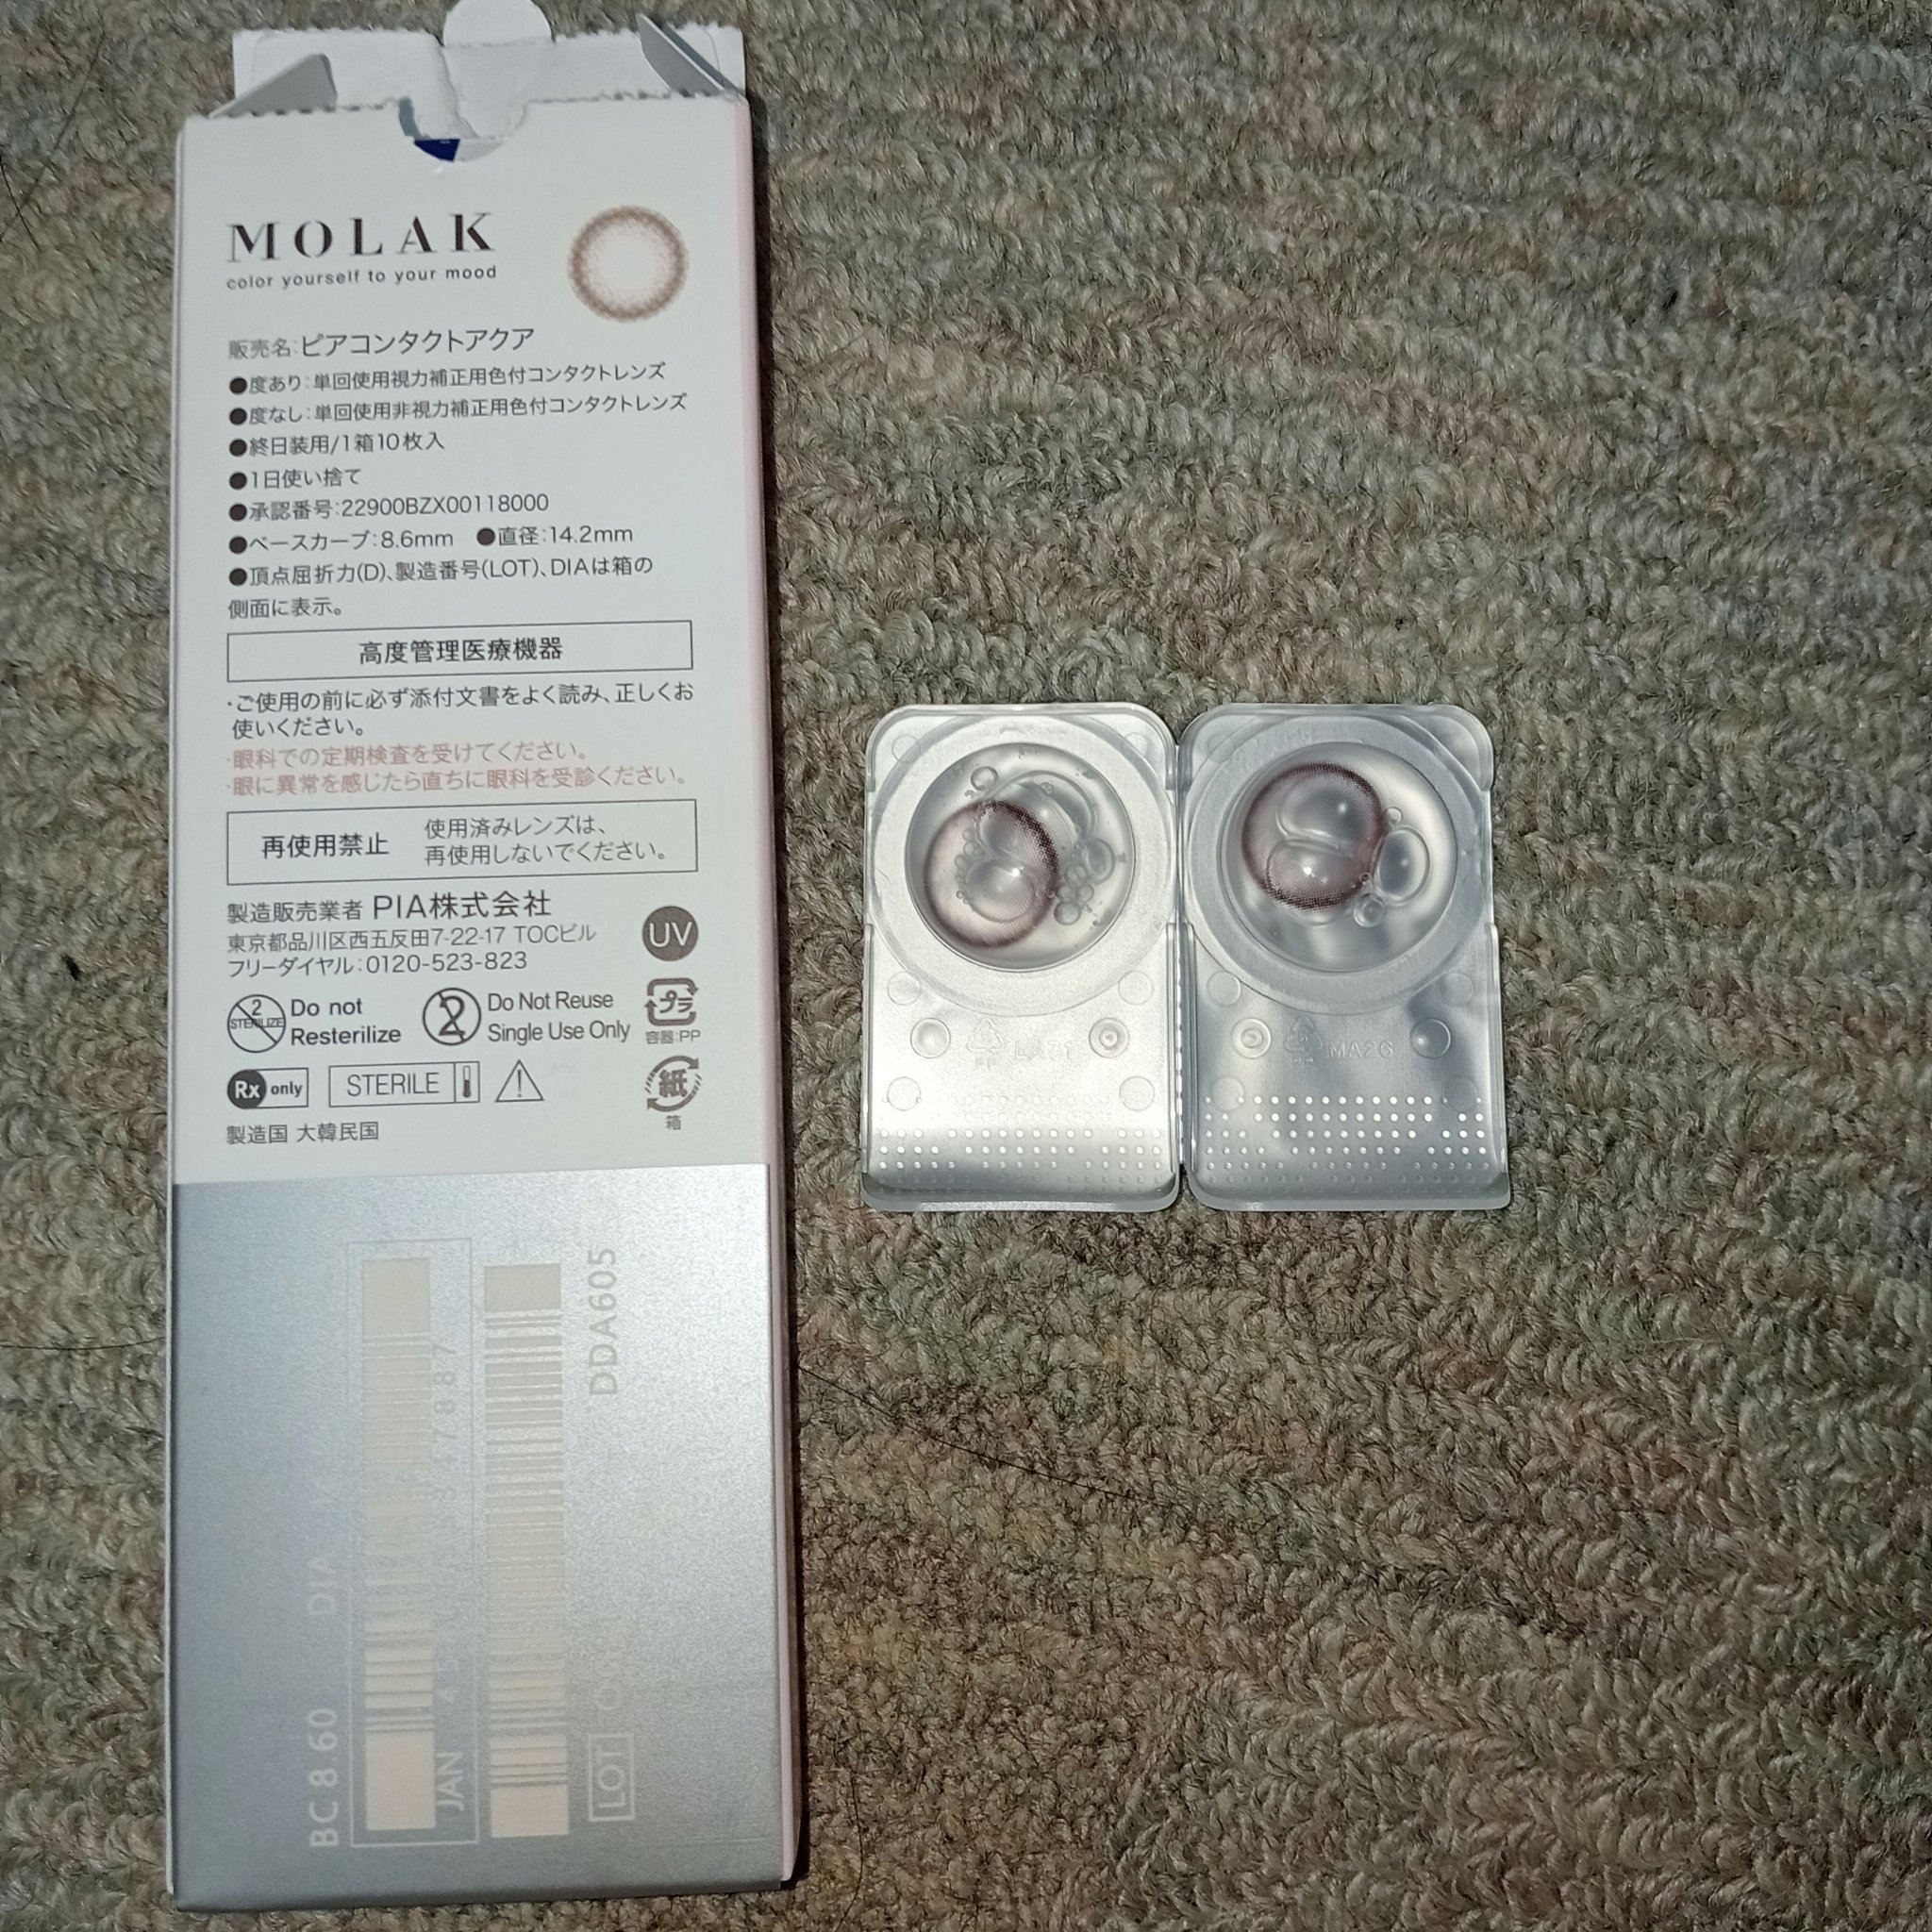 MOLAK
color yourself to your mood
販売名:ピアコンタクトアクア
●度あり:単回使用視力補正用色付コンタクトレンズ
●度なし:単回使用非視力補正用色付コンタクトレンズ
●終日装用/1箱10枚入
●1日使い捨て
●承認番号:22900BZX00118000
●ベースカーブ:8.6mm ●直径:14.2mm
●頂点屈折力(D)、製造番号(LOT)、DIAは箱の
側面に表示。
高度管理医療機器
・ご使用の前に必ず添付文書をよく読み、正しくお
使いください。
・眼科での定期検査を受けてください。
・眼に異常を感じたら直ちに眼科を受診ください。
再使用禁止
使用済みレンズは、
再使用しないでください。
製造販売業者 PIA株式会社
東京都品川区西五反田7-22-17 TOCビル
フリーダイヤル:0120-523-823
UV
2
STERILIZE
Do not
Resterilize
2
Do Not Reuse
Single Use Only
プラ
容器:PP
Rx only
STERILE
紙
箱
製造国 大韓民国
BC 8.60 DIA
JAN
DDA605
LOT
MA2G